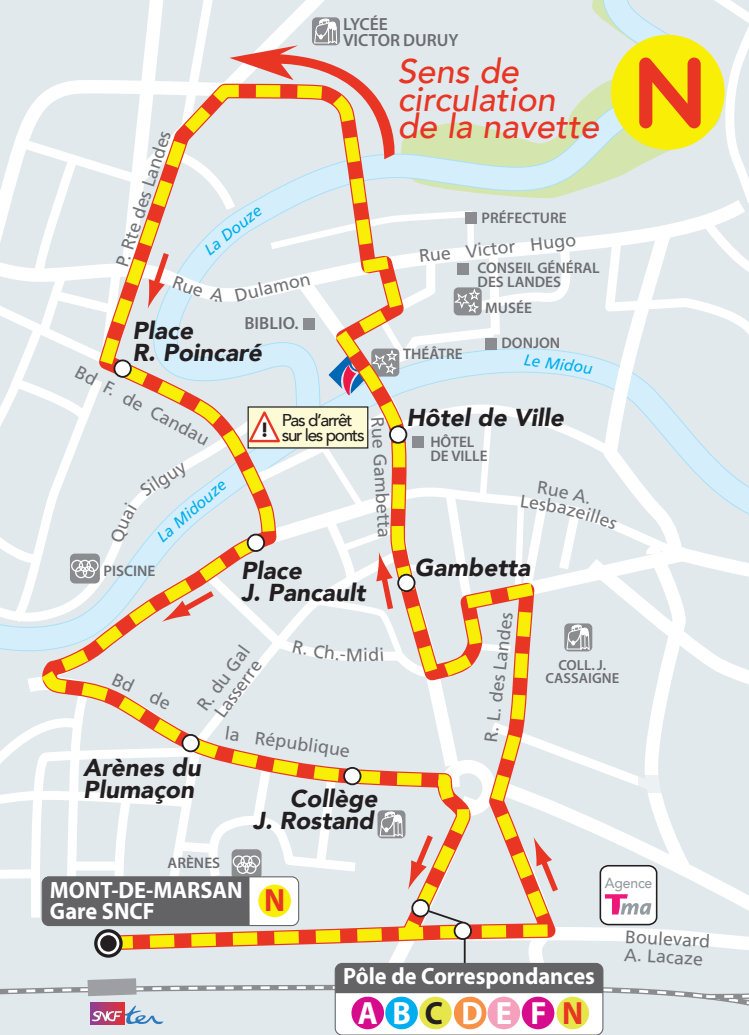 LYCÉE
VICTOR DURUY
Sens de
circulation
de la navette
N
P. Rte des Landes
La Douze
PRÉFECTURE
Rue Victor Hugo
CONSEIL GÉNÉRAL
DES LANDES
MUSÉE
Rue A Dulamon
BIBLIO.
Place
R. Poincaré
THÉÂTRE
DONJON
Le Midou
Bd F. de Candau
Pas d'arrêt
sur les ponts
Rue Gambetta
Hôtel de Ville
HÔTEL
DE VILLE
Quai Silguy
La Midouze
Rue A.
Lesbazeilles
PISCINE
Place
J. Pancault
Gambetta
R. Ch.-Midi
R. du Gal
Lasserre
R. L. des Landes
COLL. J.
CASSAIGNE
Bd de
la République
Arènes du
Plumaçon
Collège
J. Rostand
ARÈNES
MONT-DE-MARSAN
Gare SNCF
N
Agence
Tma
Boulevard
A. Lacaze
Pôle de Correspondances
A B C D E F N
SNCF ter